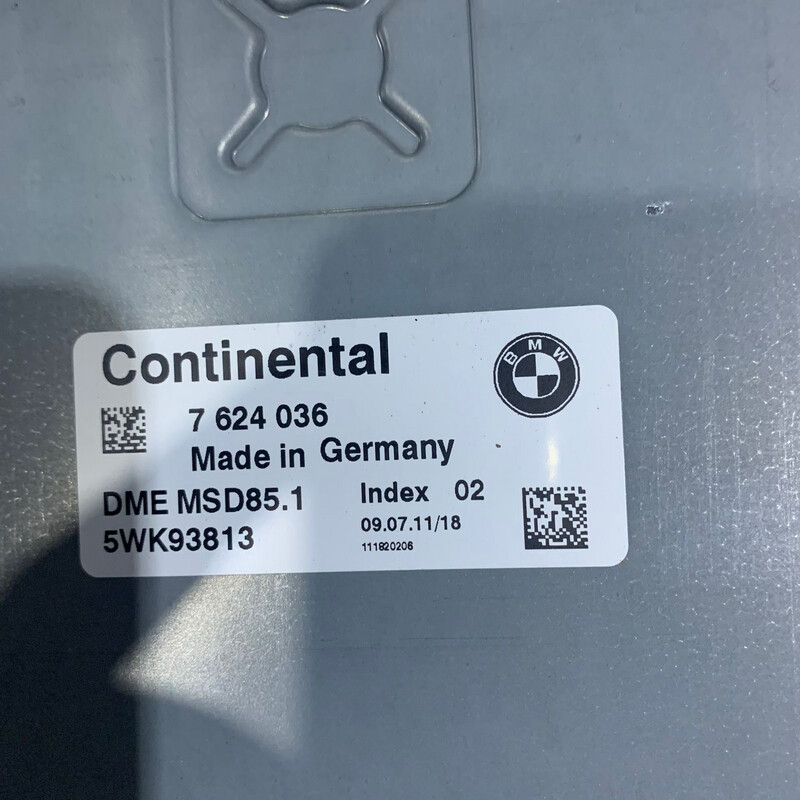 Continental
BMW
7 624 036
Made in Germany
DME MSD85.1
Index 02
5WK93813
09.07.11/18
111820206